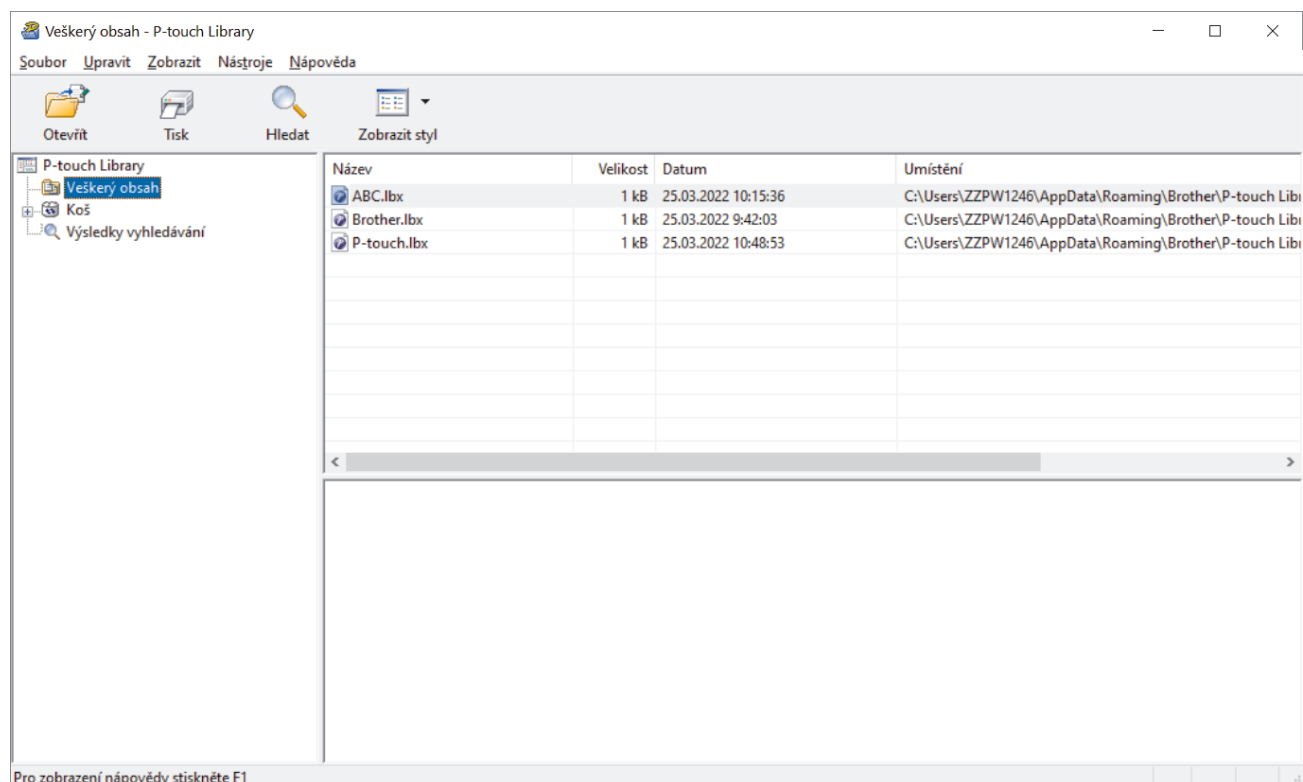 Veškerý obsah - P-touch Library
Soubor Upravit Zobrazit Nástroje Nápověda
Otevřít Tisk Hledat Zobrazit styl
P-touch Library
Veškerý obsah
Koš
Výsledky vyhledávání
Název Velikost Datum Umístění
ABC.lbx 1 kB 25.03.2022 10:15:36 C:\Users\ZZPW1246\AppData\Roaming\Brother\P-touch Libr
Brother.lbx 1 kB 25.03.2022 9:42:03 C:\Users\ZZPW1246\AppData\Roaming\Brother\P-touch Libr
P-touch.lbx 1 kB 25.03.2022 10:48:53 C:\Users\ZZPW1246\AppData\Roaming\Brother\P-touch Libr
Pro zobrazení nápovědy stiskněte F1